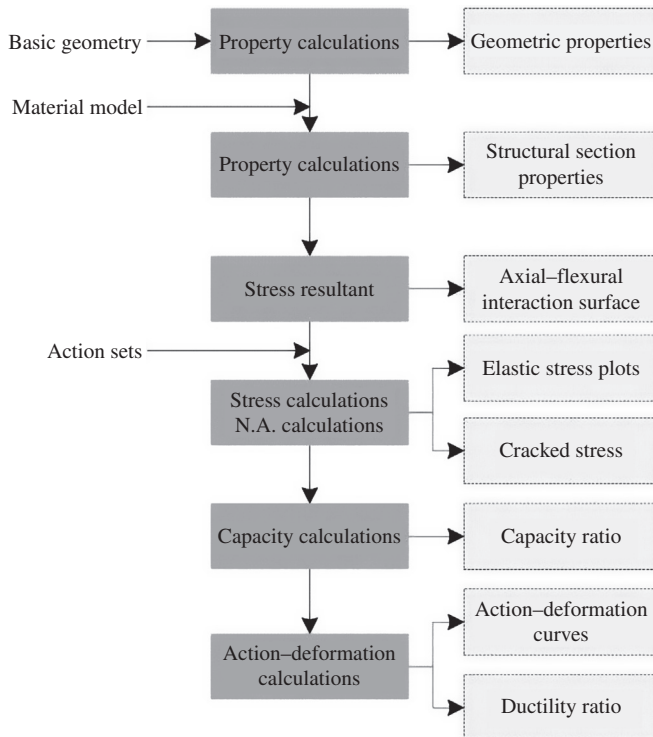 Basic geometry
Property calculations
Geometric properties
Material model
Property calculations
Structural section
properties
Stress resultant
Axial–flexural
interaction surface
Action sets
Stress calculations
N.A. calculations
Elastic stress plots
Cracked stress
Capacity calculations
Capacity ratio
Action–deformation
calculations
Action–deformation
curves
Ductility ratio